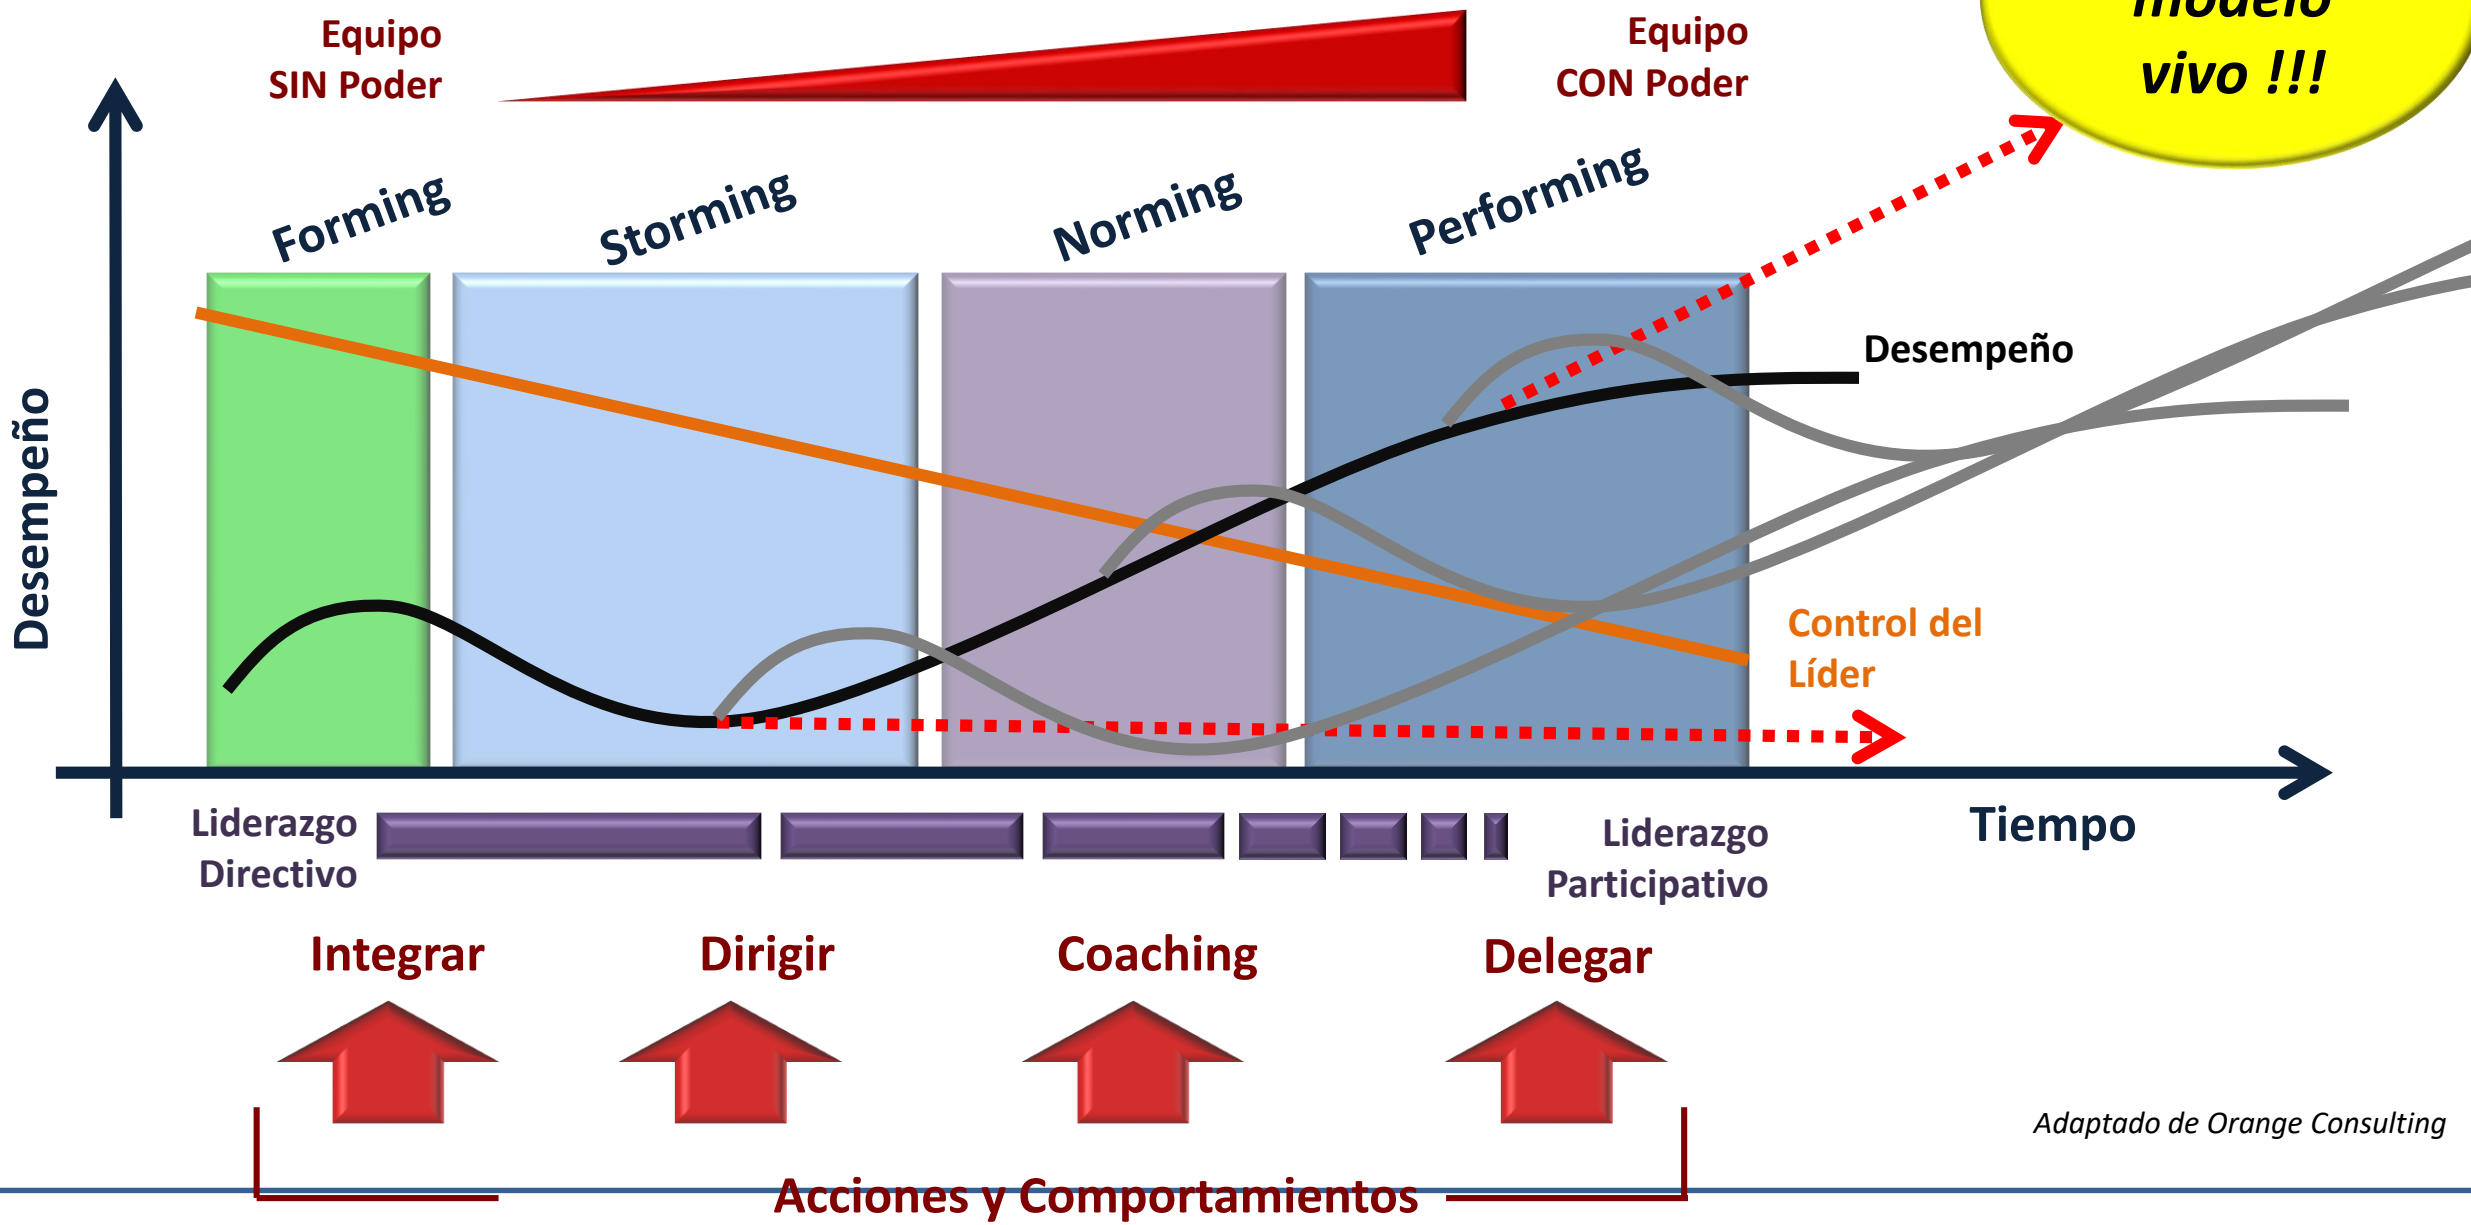 Equipo
SIN Poder
Equipo
CON Poder
modelo
vivo !!!
Forming
Storming
Norming
Performing
Desempeño
Desempeño
Control del
Líder
Liderazgo
Directivo
Liderazgo
Participativo
Tiempo
Integrar
Dirigir
Coaching
Delegar
Adaptado de Orange Consulting
Acciones y Comportamientos